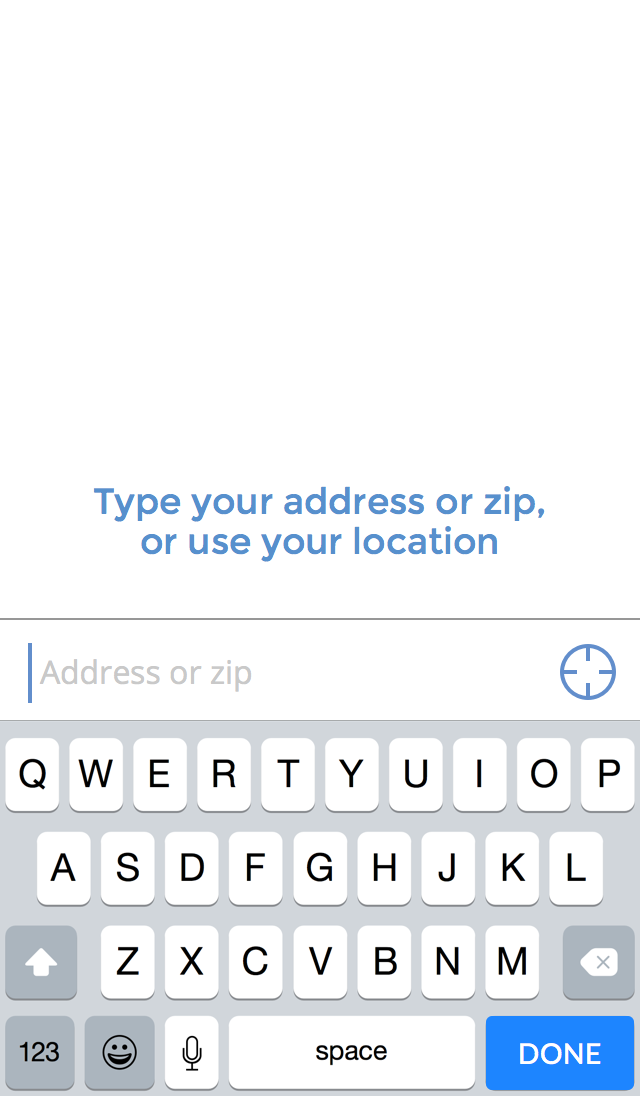 Type your address or zip,
or use your location
Address or zip
Q W E R T Y U I O P
A S D F G H J K L
Z X C V B N M
123 space DONE